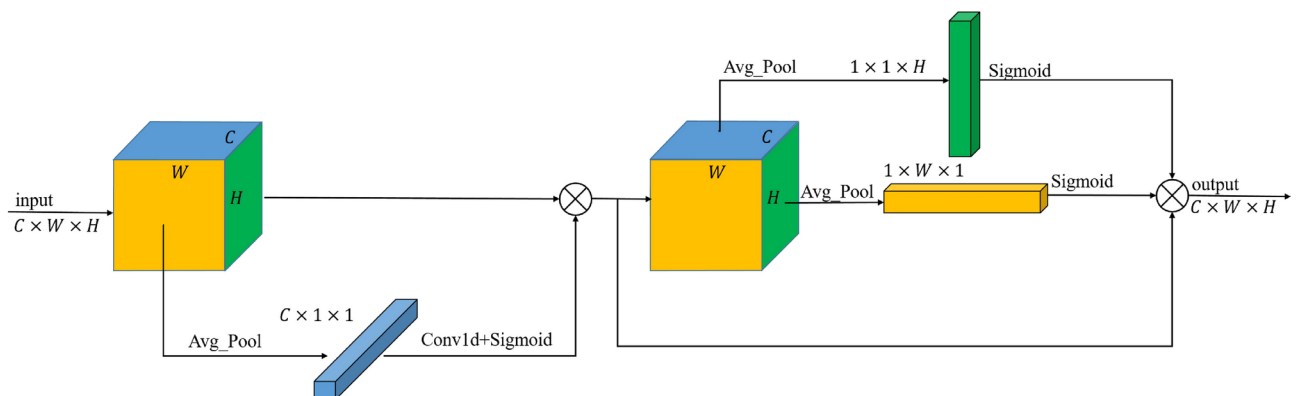 Avg_Pool
1 × 1 × H
Sigmoid
C
W
H
input
C × W × H
C
W
H
Avg_Pool
1 × W × 1
Sigmoid
output
C × W × H
C × 1 × 1
Avg_Pool
Conv1d+Sigmoid